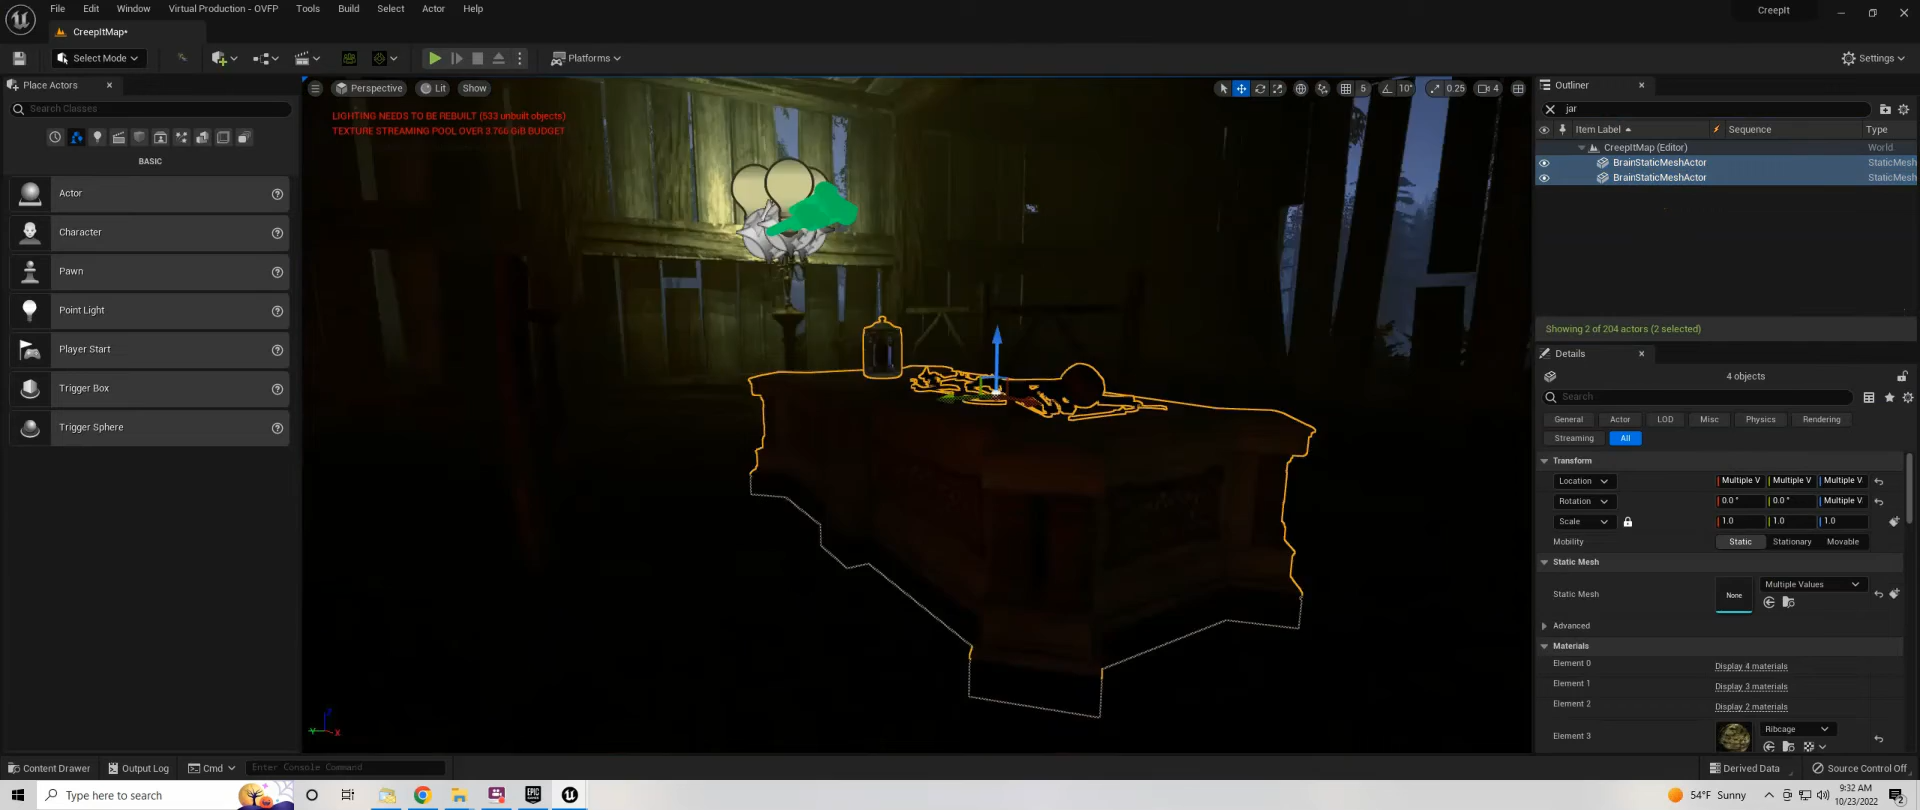 File Edit Window Virtual Production - OVFP Tools Build Select Actor Help
CreepIt
CreepItMap*
Select Mode
Platforms
Settings
Place Actors
Search Classes
BASIC
Actor
Character
Pawn
Point Light
Player Start
Trigger Box
Trigger Sphere
Perspective Lit Show
5 10° 0.25 4
LIGHTING NEEDS TO BE REBUILT (533 unbuilt objects)
TEXTURE STREAMING POOL OVER 3.766 GiB BUDGET
Outliner
jar
Item Label Sequence Type
CreepItMap (Editor) World
BrainStaticMeshActor StaticMesh
BrainStaticMeshActor StaticMesh
Showing 2 of 204 actors (2 selected)
Details
4 objects
Search
General Actor LOD Misc Physics Rendering
Streaming All
Transform
Location Multiple V Multiple V Multiple V
Rotation 0.0 ° 0.0 ° Multiple V
Scale 1.0 1.0 1.0
Mobility Static Stationary Movable
Static Mesh
Static Mesh None Multiple Values
Advanced
Materials
Element 0 Display 4 materials
Element 1 Display 3 materials
Element 2 Display 2 materials
Element 3 Ribcage
Content Drawer Output Log Cmd Enter Console Command
Derived Data Source Control Off
Type here to search
EPIC GAMES
54°F Sunny
9:32 AM
10/23/2022
2